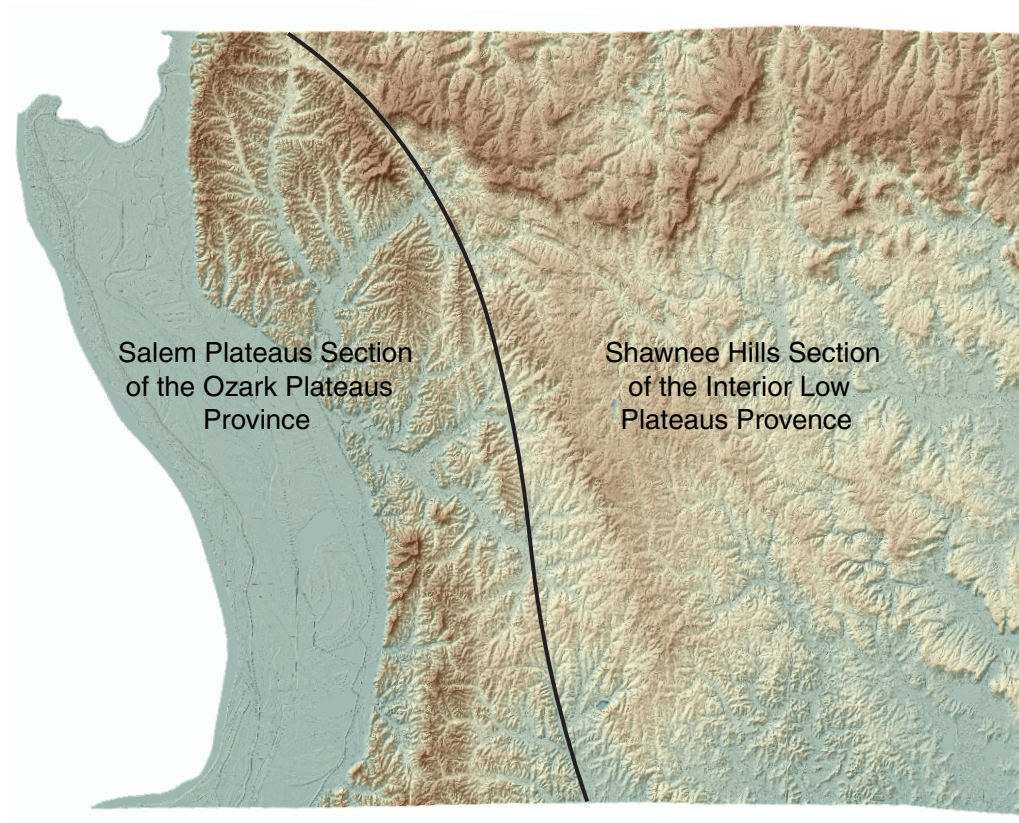 Salem Plateaus Section
of the Ozark Plateaus
Province
Shawnee Hills Section
of the Interior Low
Plateaus Provence